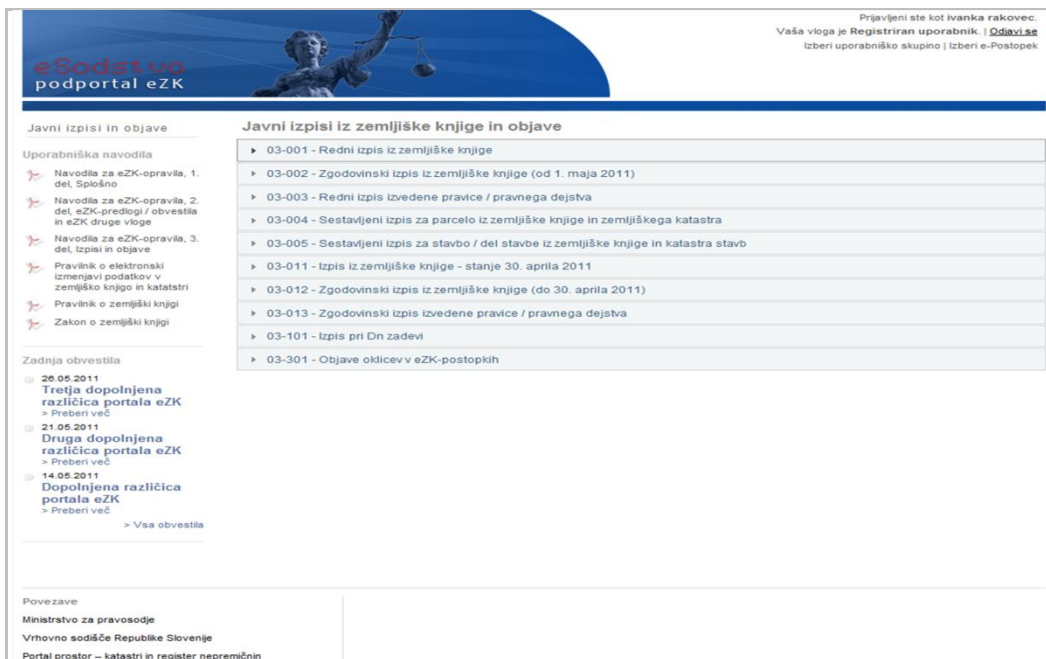 Prijavljeni ste kot ivanka rakovec.
Vaša vloga je Registriran uporabnik. | Odjavi se
Izberi uporabniško skupino | Izberi e-Postopek
eSodstvo
podportal eZK
Javni izpisi in objave
Uporabniška navodila
Navodila za eZK-opravila, 1.
del, Splošno
Navodila za eZK-opravila, 2.
del, eZK-predlogi / obvestila
in eZK druge vloge
Navodila za eZK-opravila, 3.
del, Izpisi in objave
Pravilnik o elektronski
izmenjavi podatkov v
zemljiško knjigo in katatstri
Pravilnik o zemljiški knjigi
Zakon o zemljiški knjigi
Zadnja obvestila
26.05.2011
Tretja dopolnjena
različica portala eZK
> Preberi več
21.05.2011
Druga dopolnjena
različica portala eZK
> Preberi več
14.05.2011
Dopolnjena različica
portala eZK
> Preberi več
> Vsa obvestila
Javni izpisi iz zemljiške knjige in objave
03-001 - Redni izpis iz zemljiške knjige
03-002 - Zgodovinski izpis iz zemljiške knjige (od 1. maja 2011)
03-003 - Redni izpis izvedene pravice / pravnega dejstva
03-004 - Sestavljeni izpis za parcelo iz zemljiške knjige in zemljiškega katastra
03-005 - Sestavljeni izpis za stavbo / del stavbe iz zemljiške knjige in katastra stavb
03-011 - Izpis iz zemljiške knjige - stanje 30. aprila 2011
03-012 - Zgodovinski izpis iz zemljiške knjige (do 30. aprila 2011)
03-013 - Zgodovinski izpis izvedene pravice / pravnega dejstva
03-101 - Izpis pri Dn zadevi
03-301 - Objave oklicev v eZK-postopkih
Povezave
Ministrstvo za pravosodje
Vrhovno sodišče Republike Slovenije
Portal prostor – katastri in register nepremičnin